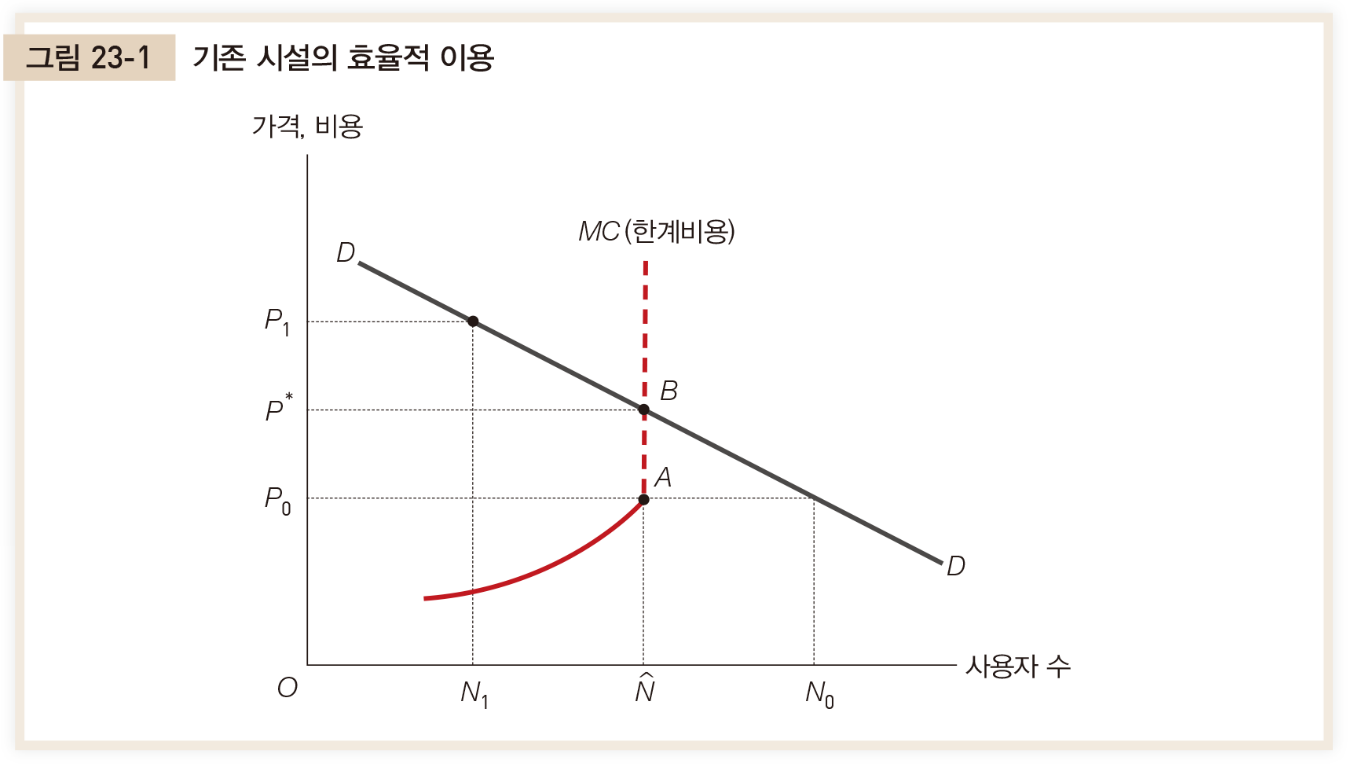 그림 23-1 기존 시설의 효율적 이용
가격, 비용
MC(한계비용)
D
P₁
B
P*
A
P₀
D
사용자 수
O
N₁
N̂
N₀